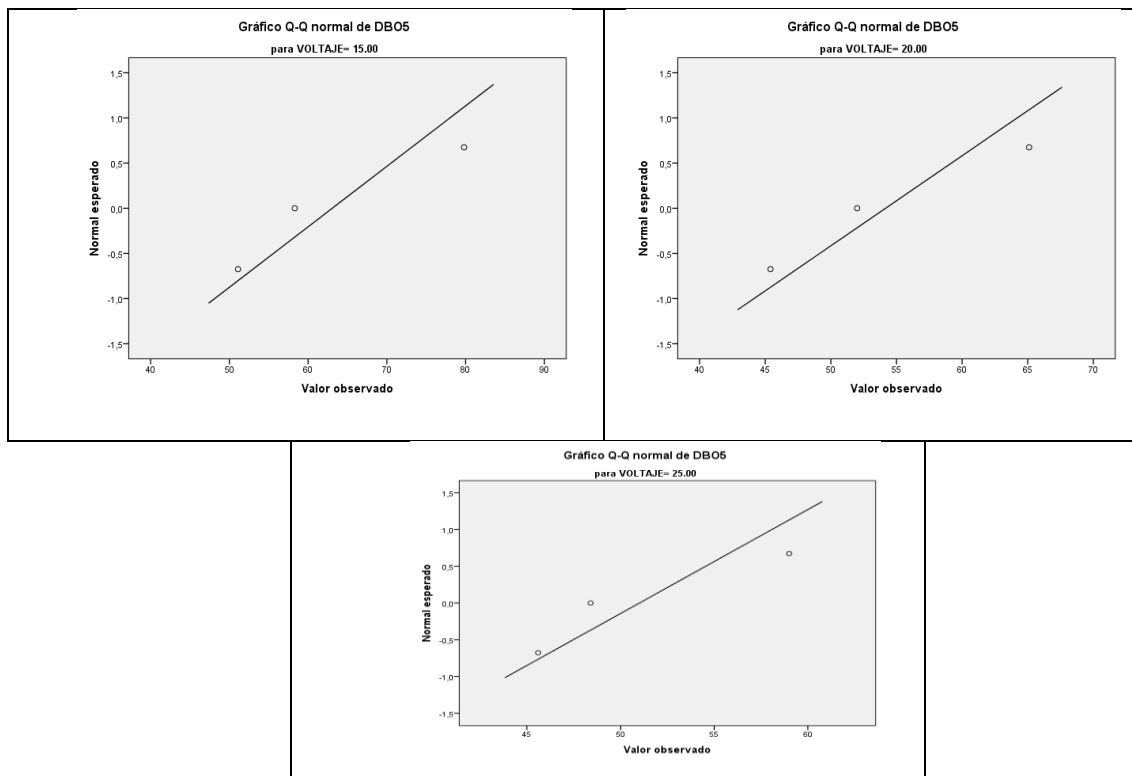 Gráfico Q-Q normal de DBO5
para VOLTAJE= 15.00
1,5
1,0
0,5
0,0
-0,5
-1,0
-1,5
Normal esperado
40 50 60 70 80 90
Valor observado
Gráfico Q-Q normal de DBO5
para VOLTAJE= 20.00
1,5
1,0
0,5
0,0
-0,5
-1,0
-1,5
Normal esperado
40 45 50 55 60 65 70
Valor observado
Gráfico Q-Q normal de DBO5
para VOLTAJE= 25.00
1,5
1,0
0,5
0,0
-0,5
-1,0
-1,5
Normal esperado
45 50 55 60
Valor observado